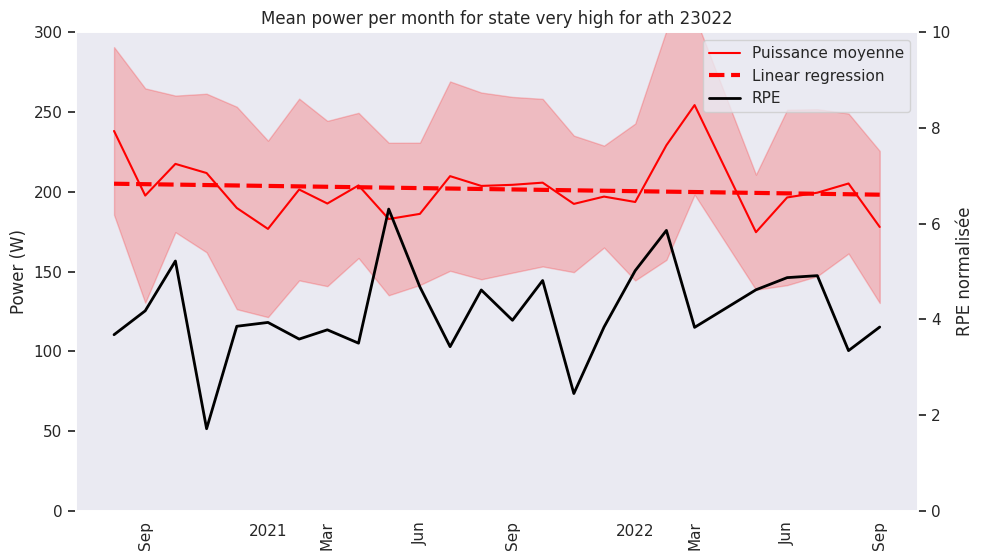 Mean power per month for state very high for ath 23022
Puissance moyenne
Linear regression
RPE
Power (W)
300
250
200
150
100
50
0
10
8
6
4
2
0
RPE normalisée
Sep
2021
Mar
Jun
Sep
2022
Mar
Jun
Sep